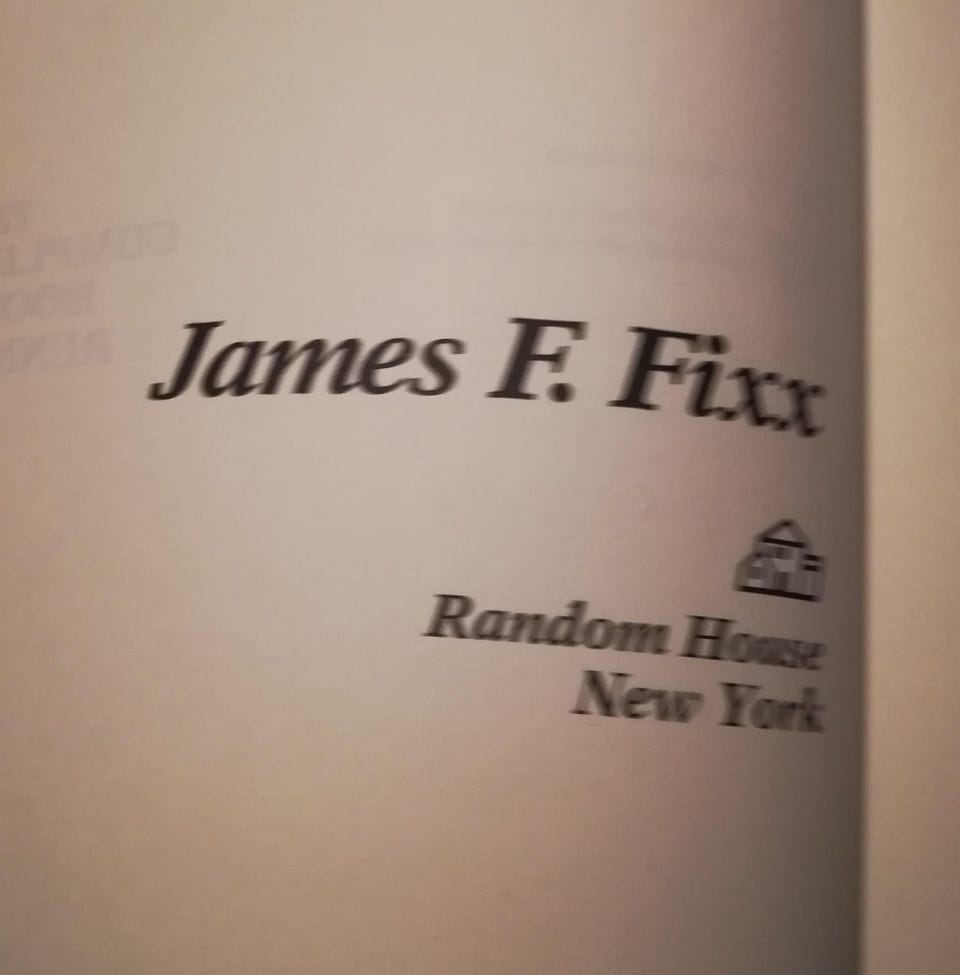 James F. Fixx
Random House
New York